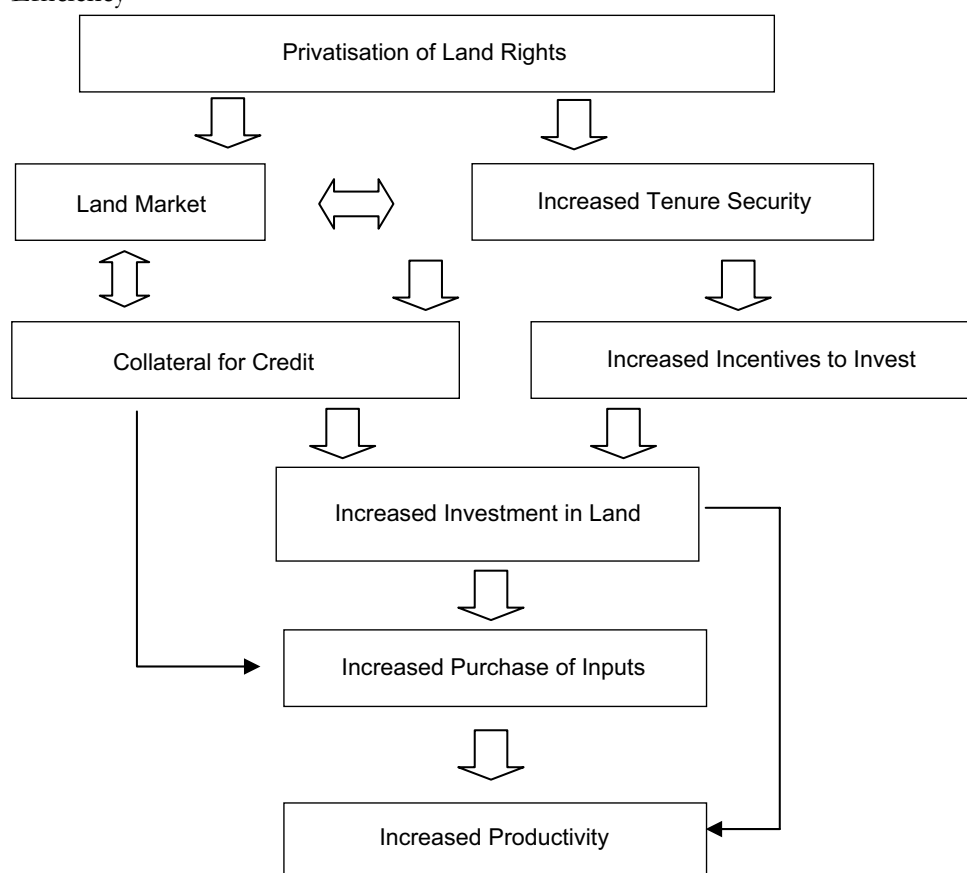 Efficiency
Privatisation of Land Rights
Land Market
Increased Tenure Security
Collateral for Credit
Increased Incentives to Invest
Increased Investment in Land
Increased Purchase of Inputs
Increased Productivity